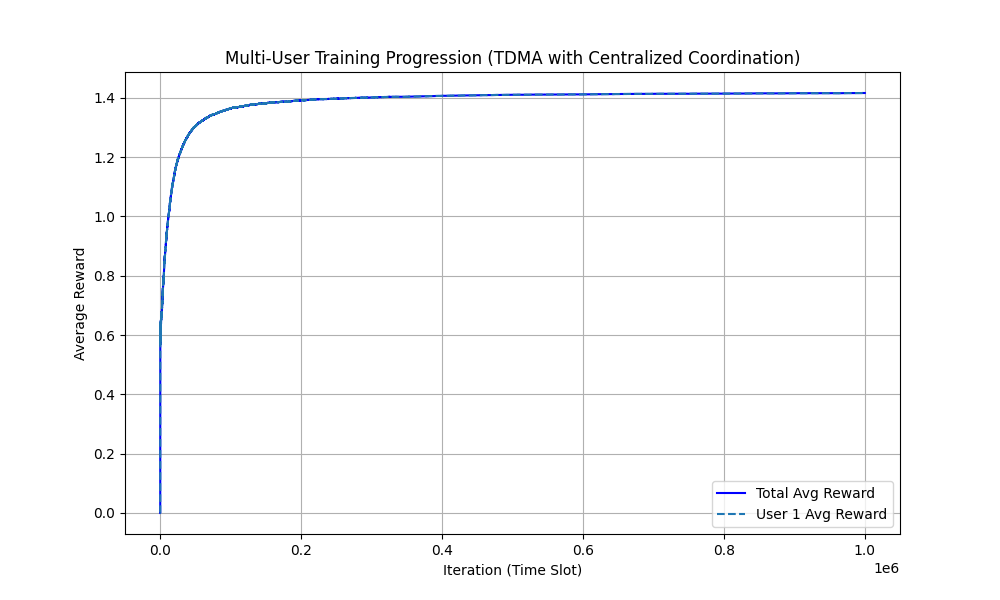 Multi-User Training Progression (TDMA with Centralized Coordination)
Average Reward
1.4
1.2
1.0
0.8
0.6
0.4
0.2
0.0
Total Avg Reward
User 1 Avg Reward
0.0 0.2 0.4 0.6 0.8 1.0
1e6
Iteration (Time Slot)